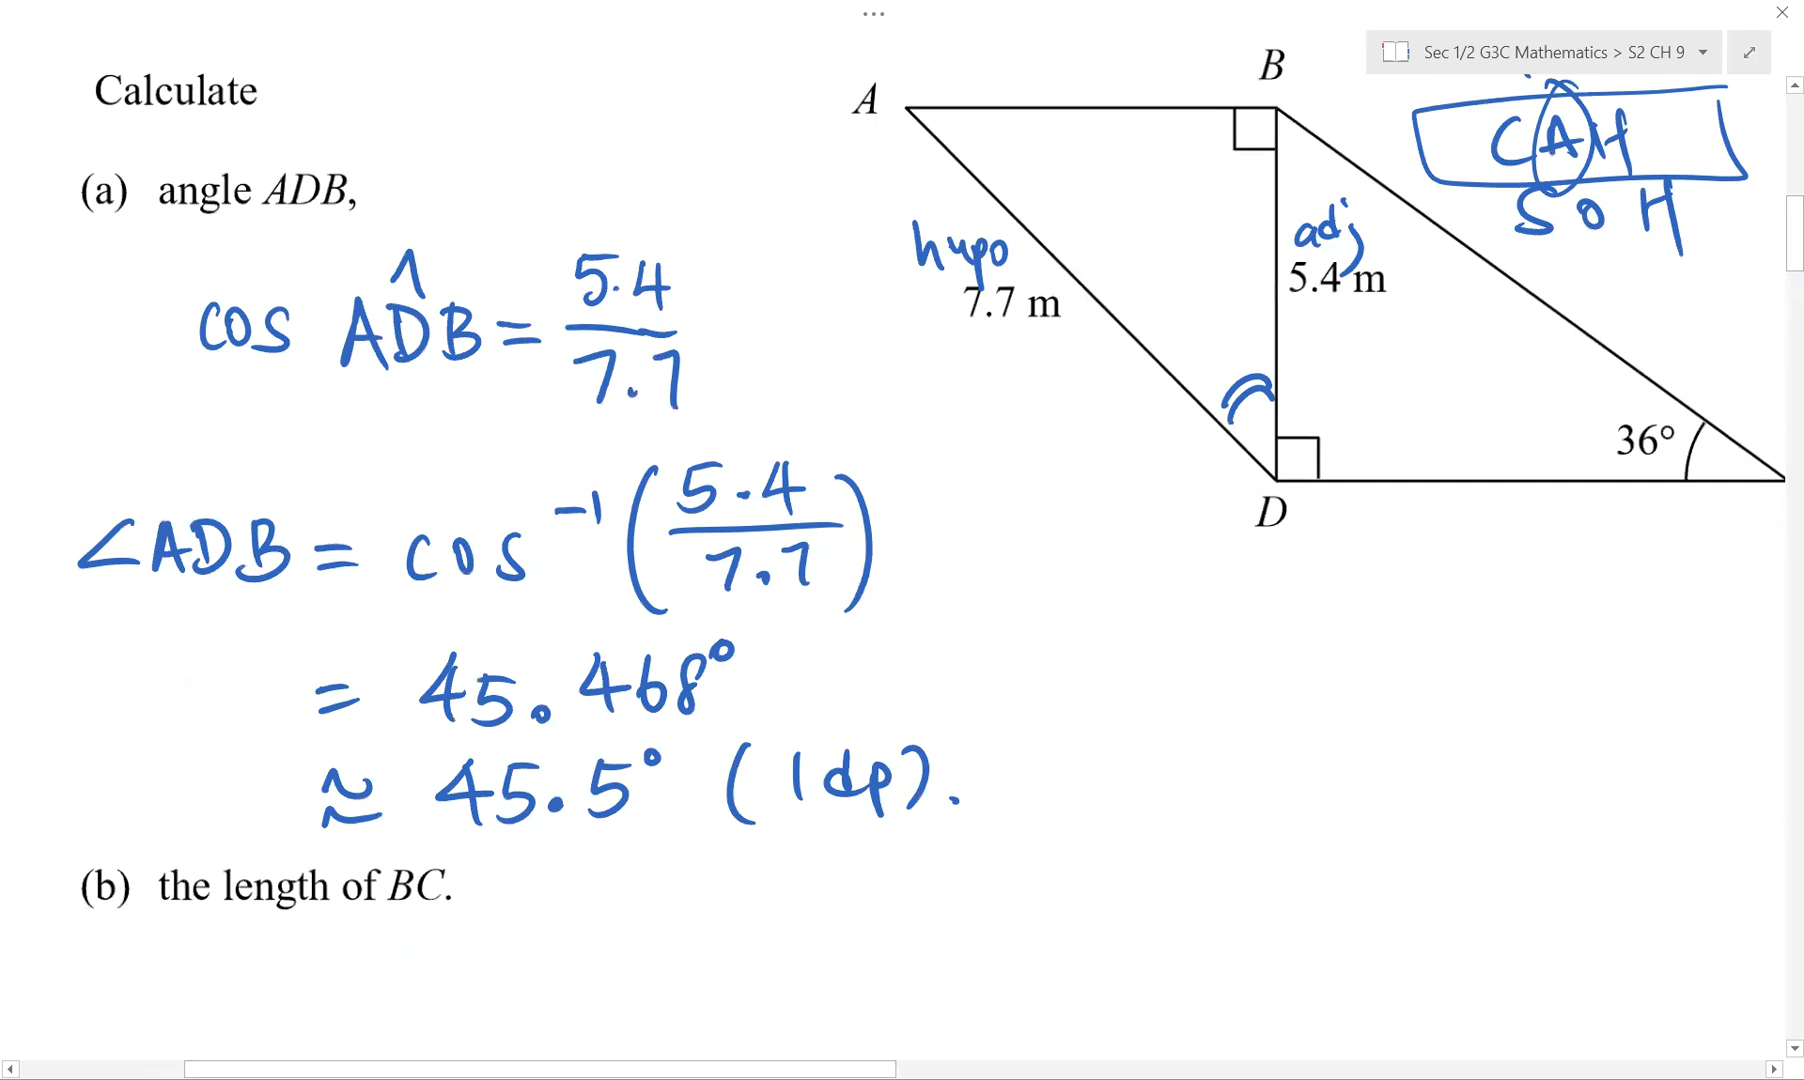 Sec 1/2 G3C Mathematics > S2 CH 9
Calculate
(a) angle ADB,
cos AD̂B = 5.4/7.7
∠ADB = cos⁻¹ (5.4/7.7)
= 45.468°
≈ 45.5° (1dp).
(b) the length of BC.
A
B
CAH
SOH
hypo
7.7 m
adj
5.4 m
36°
D